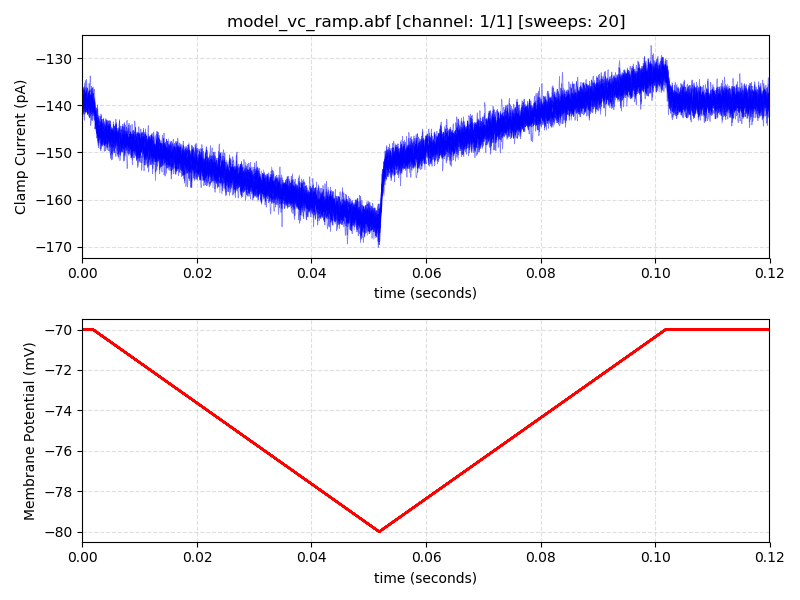 model_vc_ramp.abf [channel: 1/1] [sweeps: 20]
−130
−140
−150
−160
−170
Clamp Current (pA)
0.00 0.02 0.04 0.06 0.08 0.10 0.12
time (seconds)
−70
−72
−74
−76
−78
−80
Membrane Potential (mV)
0.00 0.02 0.04 0.06 0.08 0.10 0.12
time (seconds)